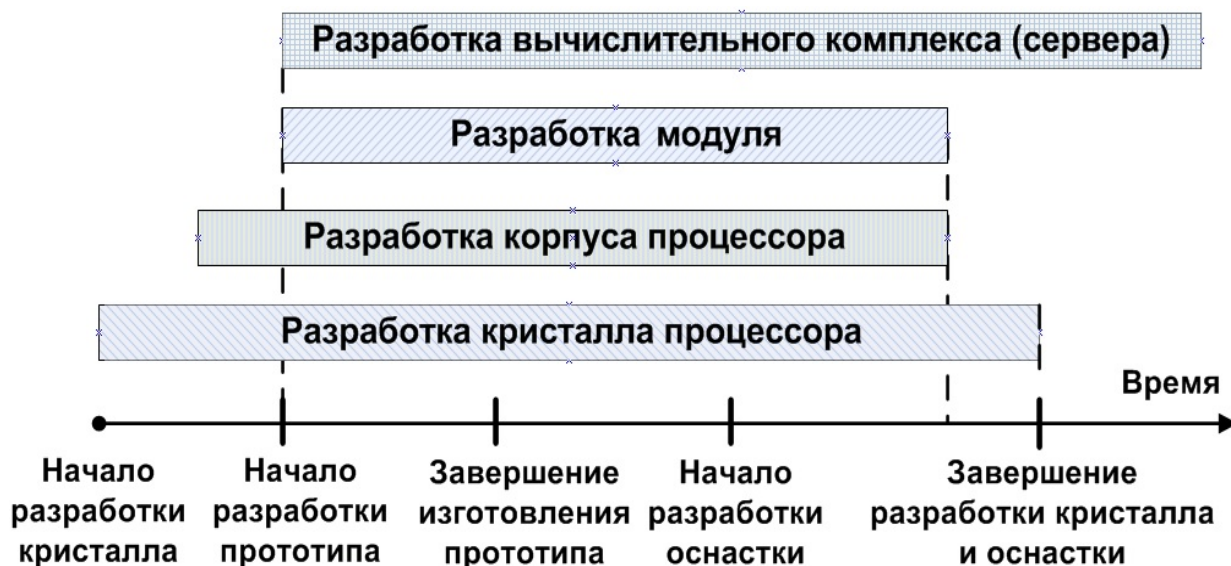 Разработка вычислительного комплекса (сервера)
Разработка модуля
Разработка корпуса процессора
Разработка кристалла процессора
Время
Начало
разработки
кристалла
Начало
разработки
прототипа
Завершение
изготовления
прототипа
Начало
разработки
оснастки
Завершение
разработки кристалла
и оснастки